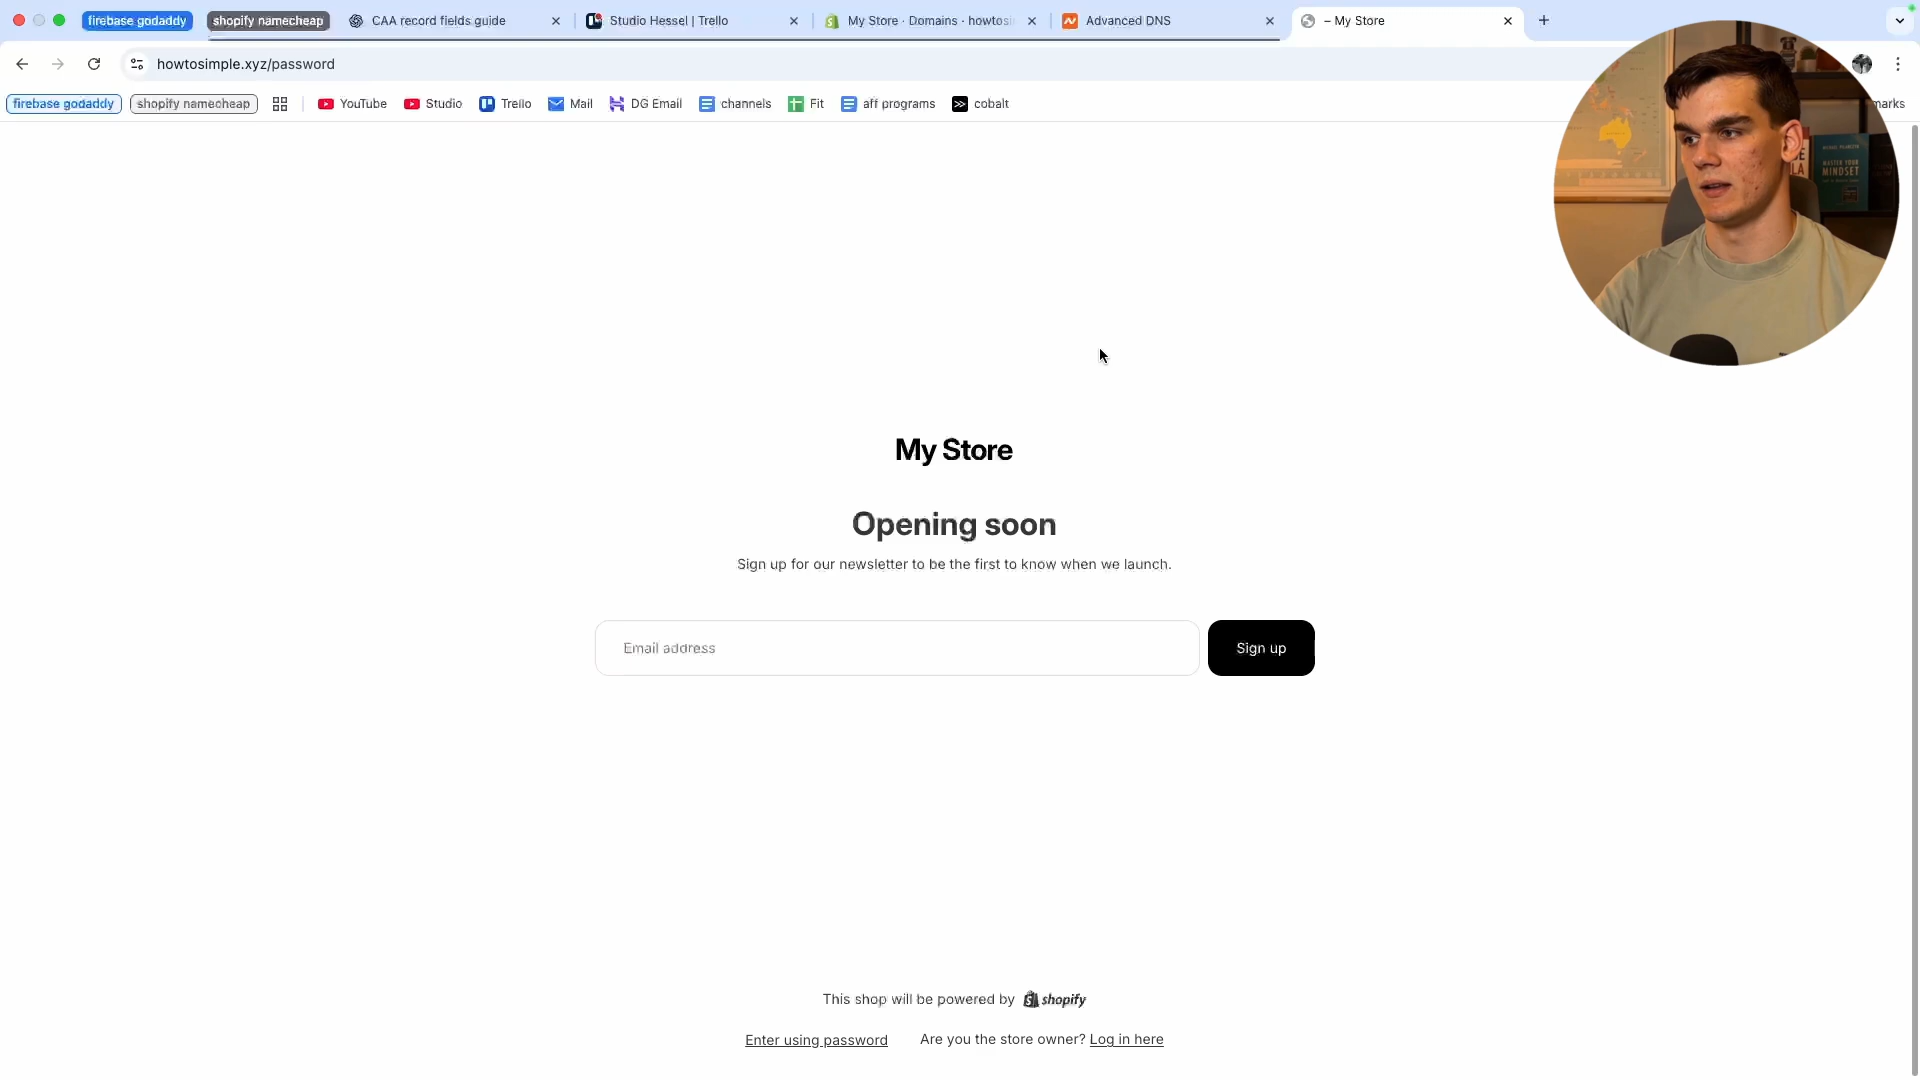 firebase godaddy
shopify namecheap
CAA record fields guide
Studio Hessel | Trello
My Store · Domains · howtosi
Advanced DNS
– My Store
howtosimple.xyz/password
firebase godaddy
shopify namecheap
YouTube
Studio
Trello
Mail
DG Email
channels
Fit
aff programs
cobalt
marks
MASTER YOUR
MINDSET
My Store
Opening soon
Sign up for our newsletter to be the first to know when we launch.
Email address
Sign up
This shop will be powered by shopify
Enter using password
Are you the store owner? Log in here